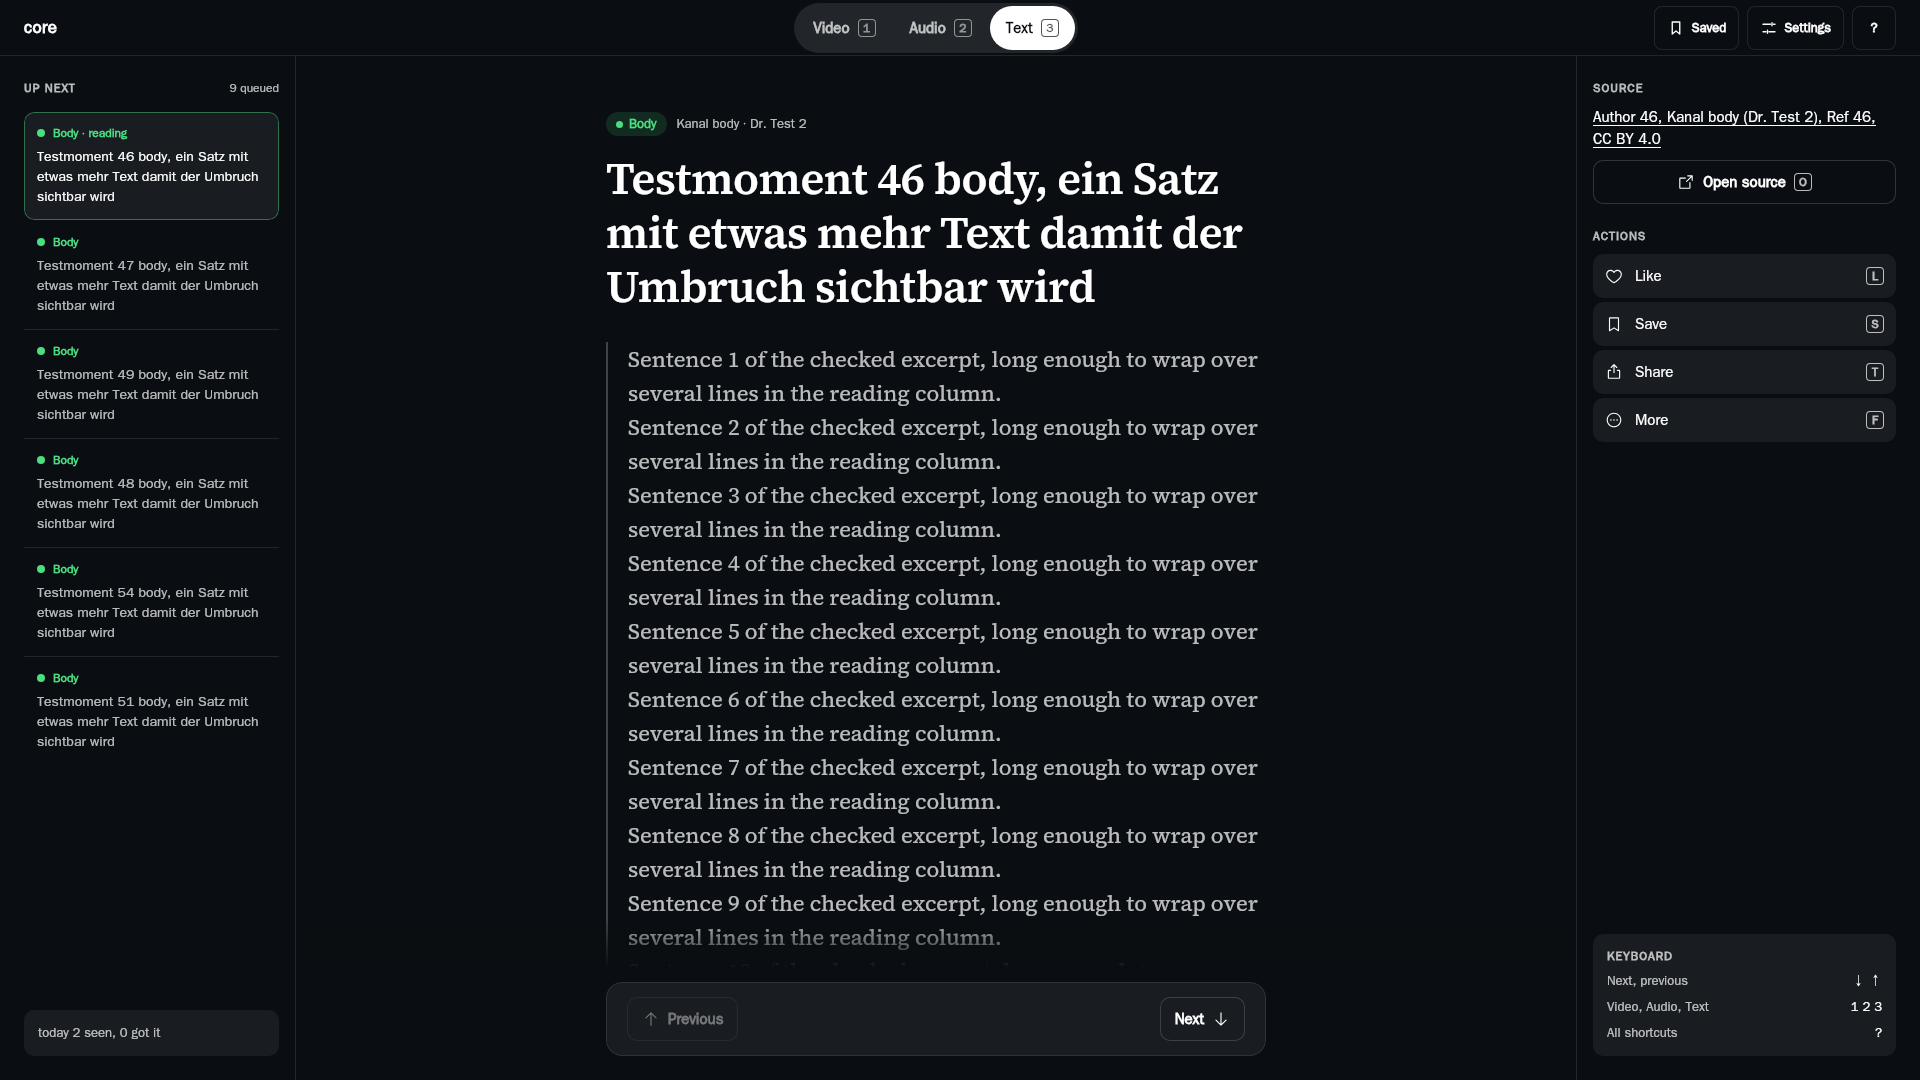 core
Video 1
Audio 2
Text 3
Saved
Settings
?
UP NEXT
9 queued
Body · reading
Testmoment 46 body, ein Satz mit
etwas mehr Text damit der Umbruch
sichtbar wird
Body
Testmoment 47 body, ein Satz mit
etwas mehr Text damit der Umbruch
sichtbar wird
Body
Testmoment 49 body, ein Satz mit
etwas mehr Text damit der Umbruch
sichtbar wird
Body
Testmoment 48 body, ein Satz mit
etwas mehr Text damit der Umbruch
sichtbar wird
Body
Testmoment 54 body, ein Satz mit
etwas mehr Text damit der Umbruch
sichtbar wird
Body
Testmoment 51 body, ein Satz mit
etwas mehr Text damit der Umbruch
sichtbar wird
today 2 seen, 0 got it
Body
Kanal body · Dr. Test 2
Testmoment 46 body, ein Satz
mit etwas mehr Text damit der
Umbruch sichtbar wird
Sentence 1 of the checked excerpt, long enough to wrap over
several lines in the reading column.
Sentence 2 of the checked excerpt, long enough to wrap over
several lines in the reading column.
Sentence 3 of the checked excerpt, long enough to wrap over
several lines in the reading column.
Sentence 4 of the checked excerpt, long enough to wrap over
several lines in the reading column.
Sentence 5 of the checked excerpt, long enough to wrap over
several lines in the reading column.
Sentence 6 of the checked excerpt, long enough to wrap over
several lines in the reading column.
Sentence 7 of the checked excerpt, long enough to wrap over
several lines in the reading column.
Sentence 8 of the checked excerpt, long enough to wrap over
several lines in the reading column.
Sentence 9 of the checked excerpt, long enough to wrap over
several lines in the reading column.
↑ Previous
Next ↓
SOURCE
Author 46, Kanal body (Dr. Test 2), Ref 46,
CC BY 4.0
Open source O
ACTIONS
Like L
Save S
Share T
More F
KEYBOARD
Next, previous ↓ ↑
Video, Audio, Text 1 2 3
All shortcuts ?